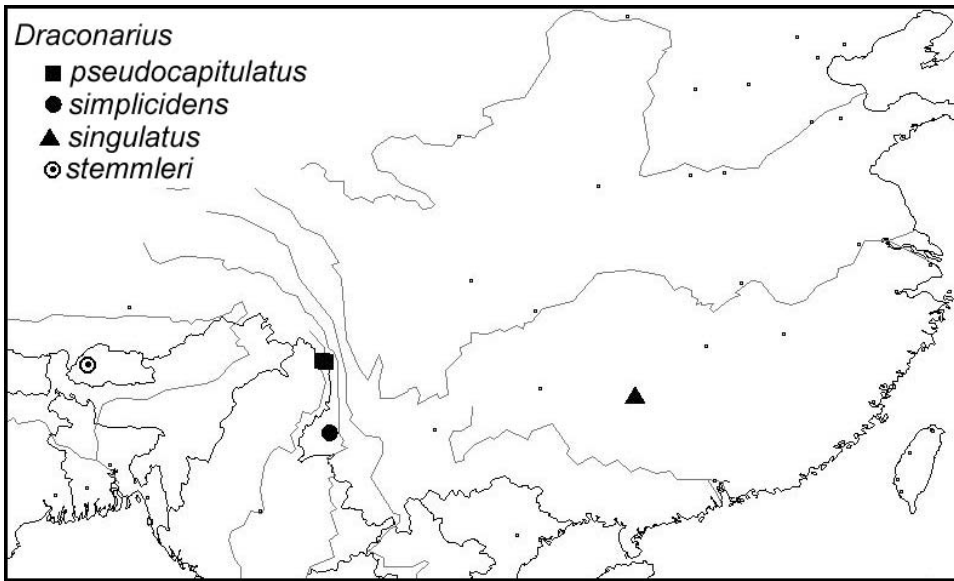 Draconarius
pseudocapitulatus
simplicidens
singulatus
stemmleri